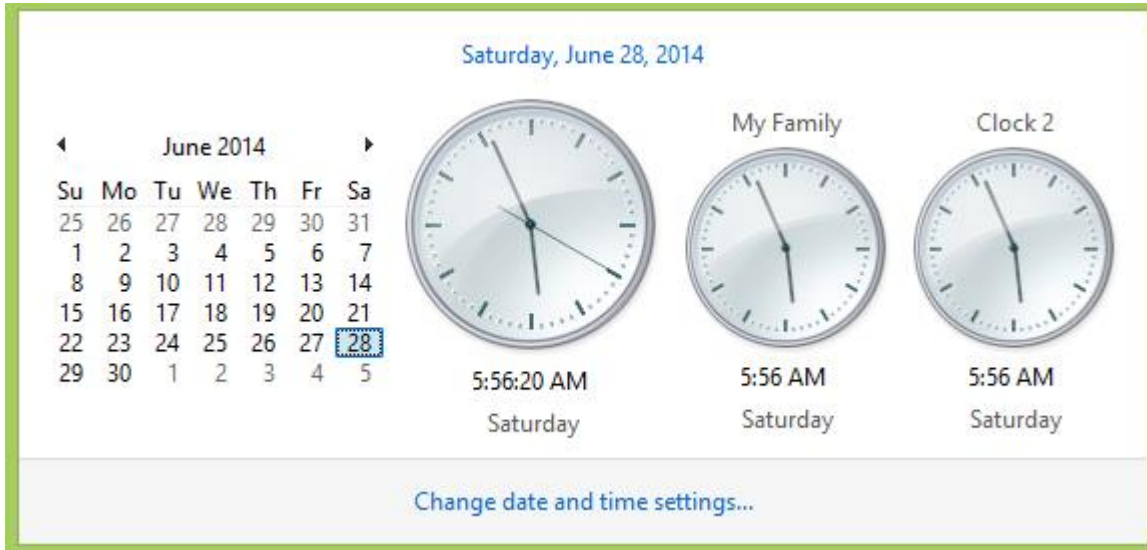 Saturday, June 28, 2014
June 2014
Su Mo Tu We Th Fr Sa
25 26 27 28 29 30 31
1 2 3 4 5 6 7
8 9 10 11 12 13 14
15 16 17 18 19 20 21
22 23 24 25 26 27 28
29 30 1 2 3 4 5
5:56:20 AM
Saturday
My Family
5:56 AM
Saturday
Clock 2
5:56 AM
Saturday
Change date and time settings...